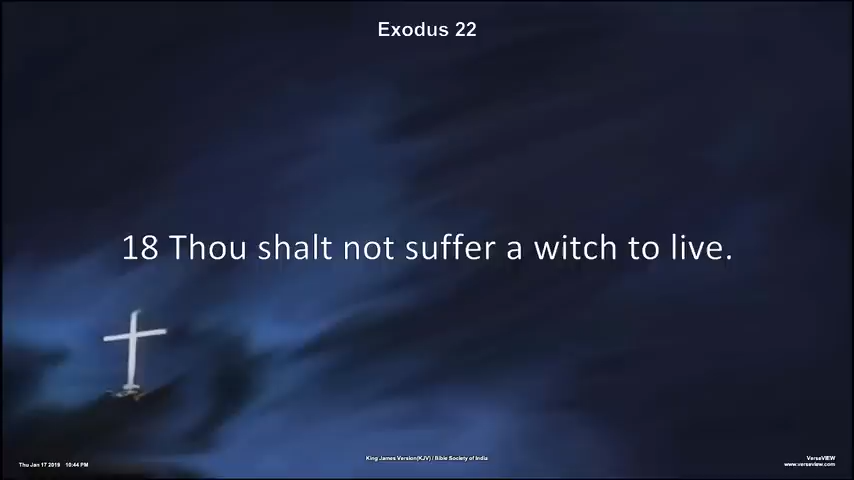 Exodus 22
18 Thou shalt not suffer a witch to live.
King James Version(KJV) / Bible Society of India
Thu Jan 17 2019   10:44 PM
VerseVIEW
www.verseview.com